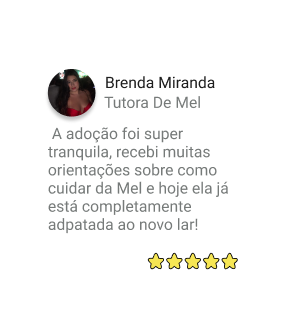 Brenda Miranda
Tutora De Mel
A adoção foi super
tranquila, recebi muitas
orientações sobre como
cuidar da Mel e hoje ela já
está completamente
adpatada ao novo lar!